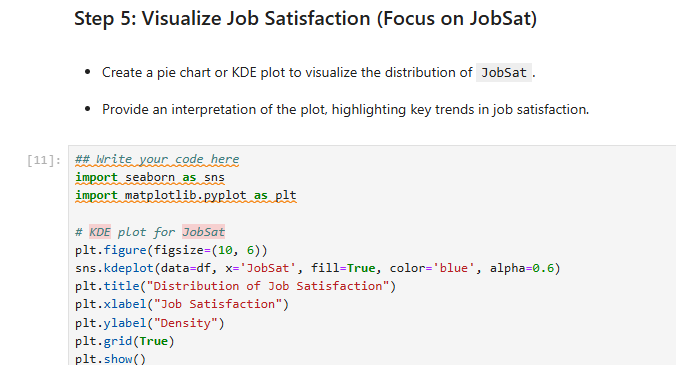 Step 5: Visualize Job Satisfaction (Focus on JobSat)
• Create a pie chart or KDE plot to visualize the distribution of JobSat .
• Provide an interpretation of the plot, highlighting key trends in job satisfaction.
[11]: ## Write your code here
import seaborn as sns
import matplotlib.pyplot as plt
# KDE plot for JobSat
plt.figure(figsize=(10, 6))
sns.kdeplot(data=df, x='JobSat', fill=True, color='blue', alpha=0.6)
plt.title("Distribution of Job Satisfaction")
plt.xlabel("Job Satisfaction")
plt.ylabel("Density")
plt.grid(True)
plt.show()